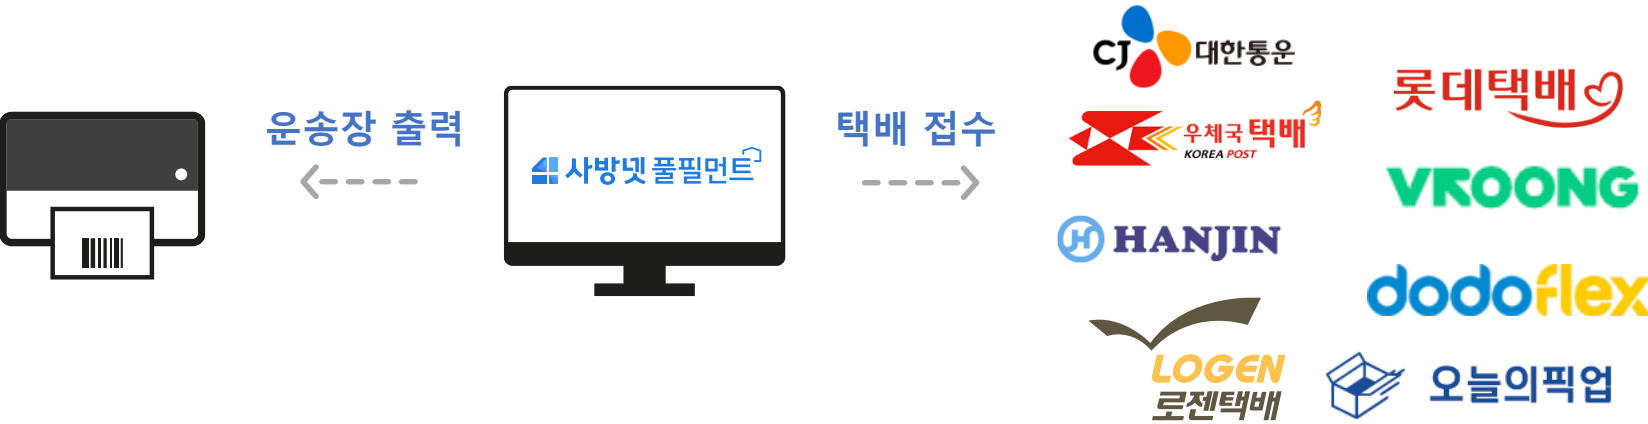 운송장 출력
사방넷 풀필먼트
택배 접수
CJ 대한통운
우체국 택배
KOREA POST
HANJIN
LOGEN
로젠택배
롯데택배
VROONG
dodoflex
오늘의픽업